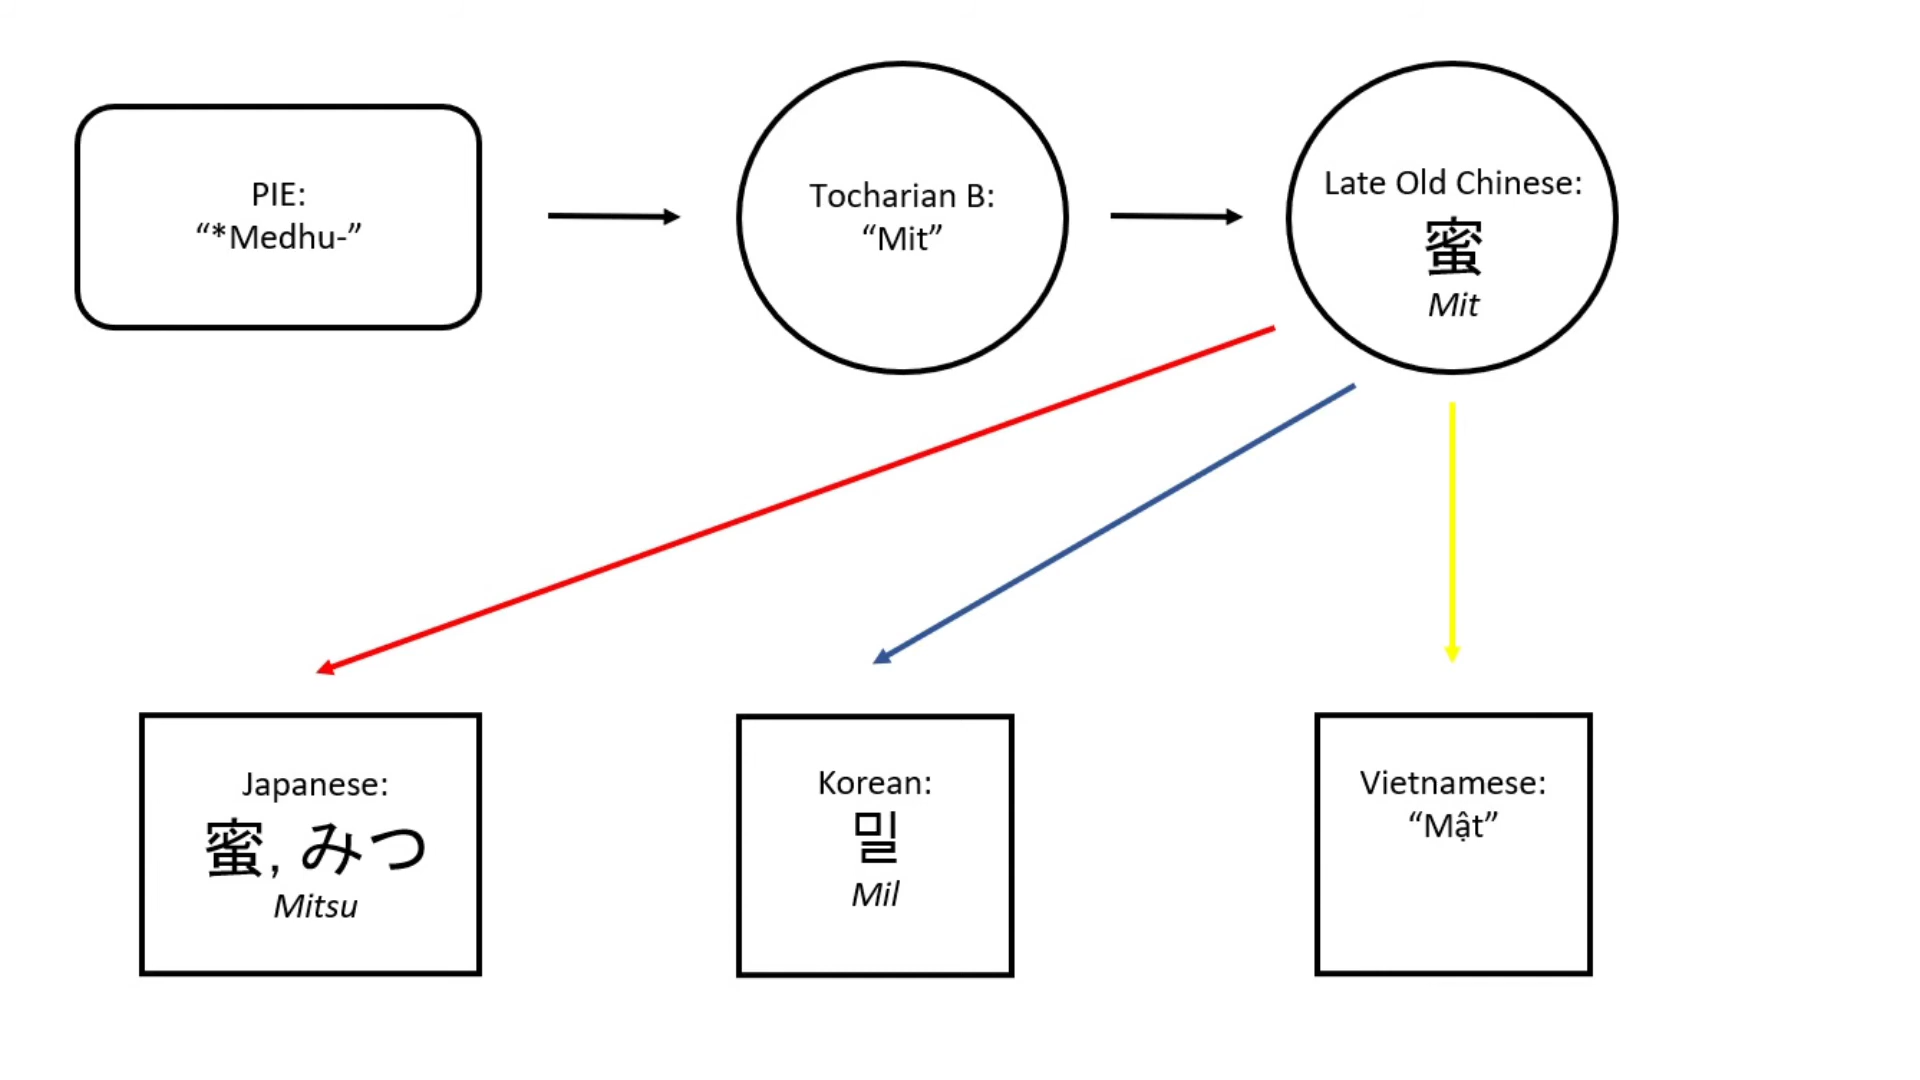 PIE:
“*Medhu-”
Tocharian B:
“Mit”
Late Old Chinese:
蜜
Mit
Japanese:
蜜, みつ
Mitsu
Korean:
밀
Mil
Vietnamese:
“Mật”